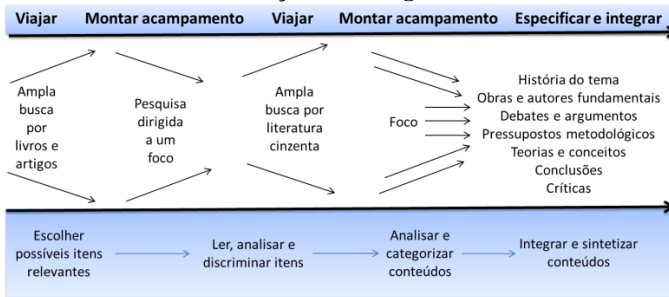 Viajar
Montar acampamento
Viajar
Montar acampamento
Especificar e integrar
Ampla
busca
por
livros e
artigos
Pesquisa
dirigida
a um
foco
Ampla
busca por
literatura
cinzenta
Foco
História do tema
Obras e autores fundamentais
Debates e argumentos
Pressupostos metodológicos
Teorias e conceitos
Conclusões
Críticas
Escolher
possíveis itens
relevantes
Ler, analisar e
discriminar itens
Analisar e
categorizar
conteúdos
Integrar e sintetizar
conteúdos